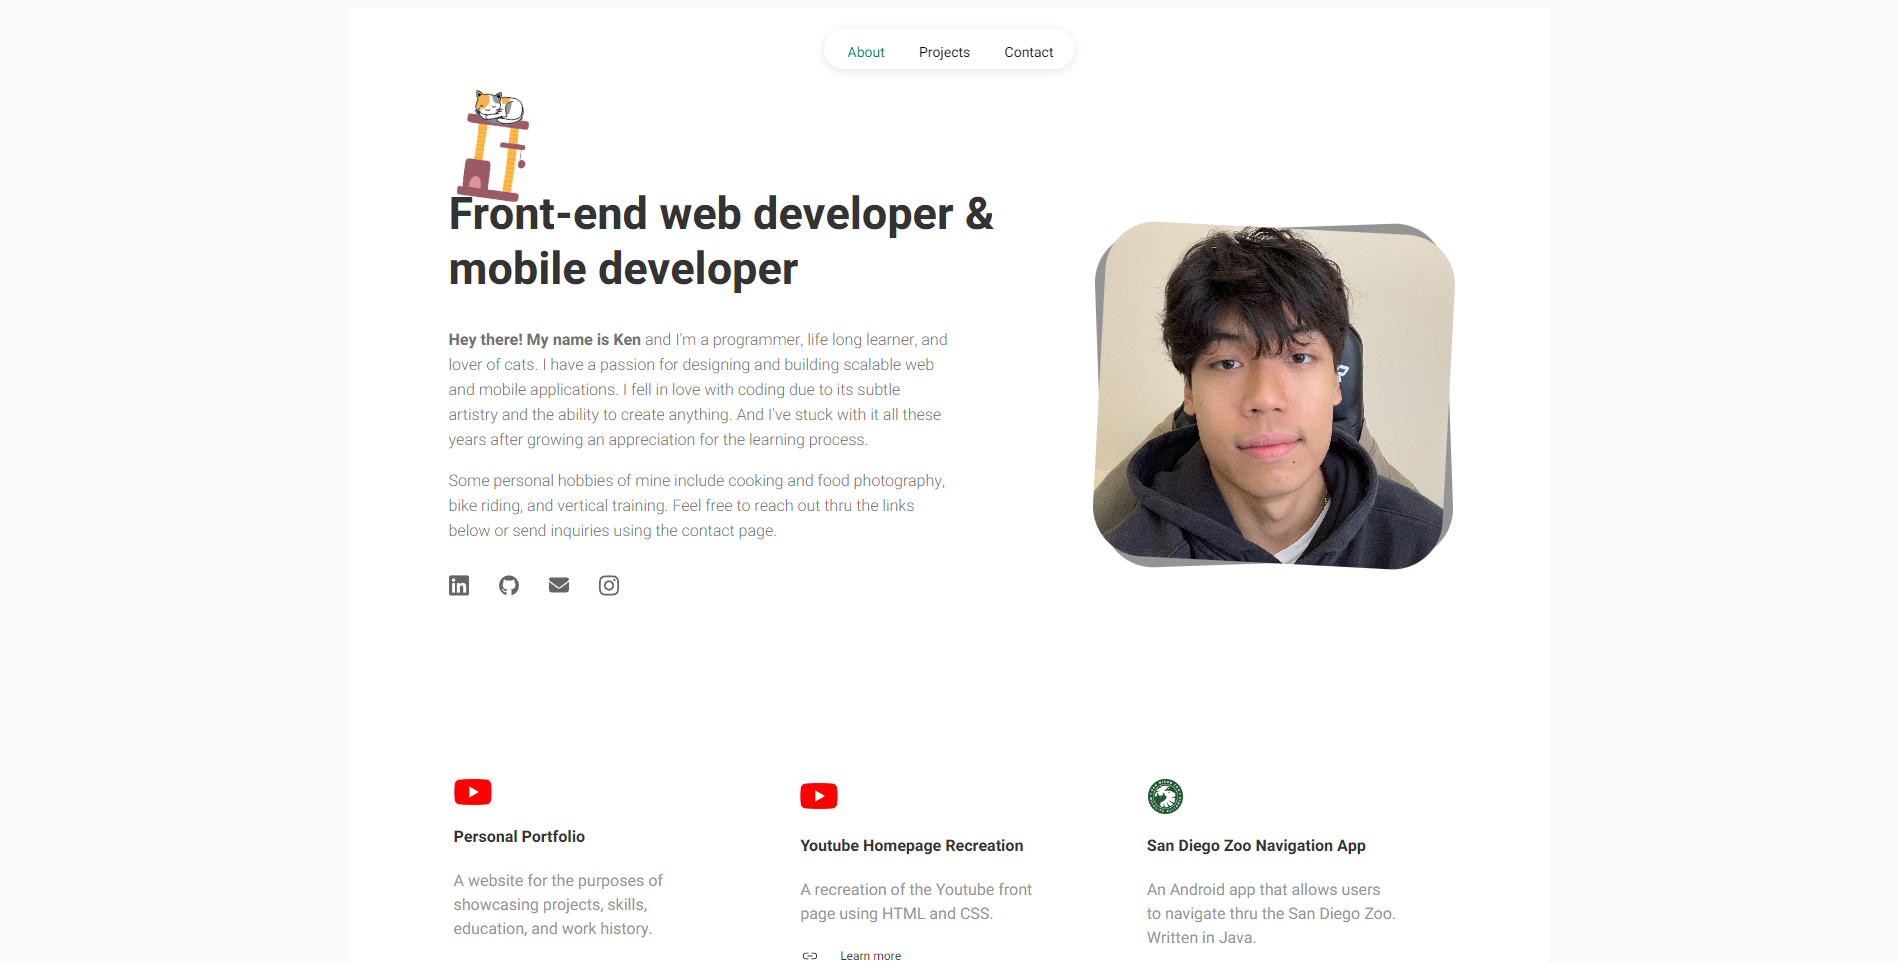 About Projects Contact
Front-end web developer &
mobile developer
Hey there! My name is Ken and I'm a programmer, life long learner, and
lover of cats. I have a passion for designing and building scalable web
and mobile applications. I fell in love with coding due to its subtle
artistry and the ability to create anything. And I've stuck with it all these
years after growing an appreciation for the learning process.
Some personal hobbies of mine include cooking and food photography,
bike riding, and vertical training. Feel free to reach out thru the links
below or send inquiries using the contact page.
Personal Portfolio
A website for the purposes of
showcasing projects, skills,
education, and work history.
Youtube Homepage Recreation
A recreation of the Youtube front
page using HTML and CSS.
Learn more
San Diego Zoo Navigation App
An Android app that allows users
to navigate thru the San Diego Zoo.
Written in Java.